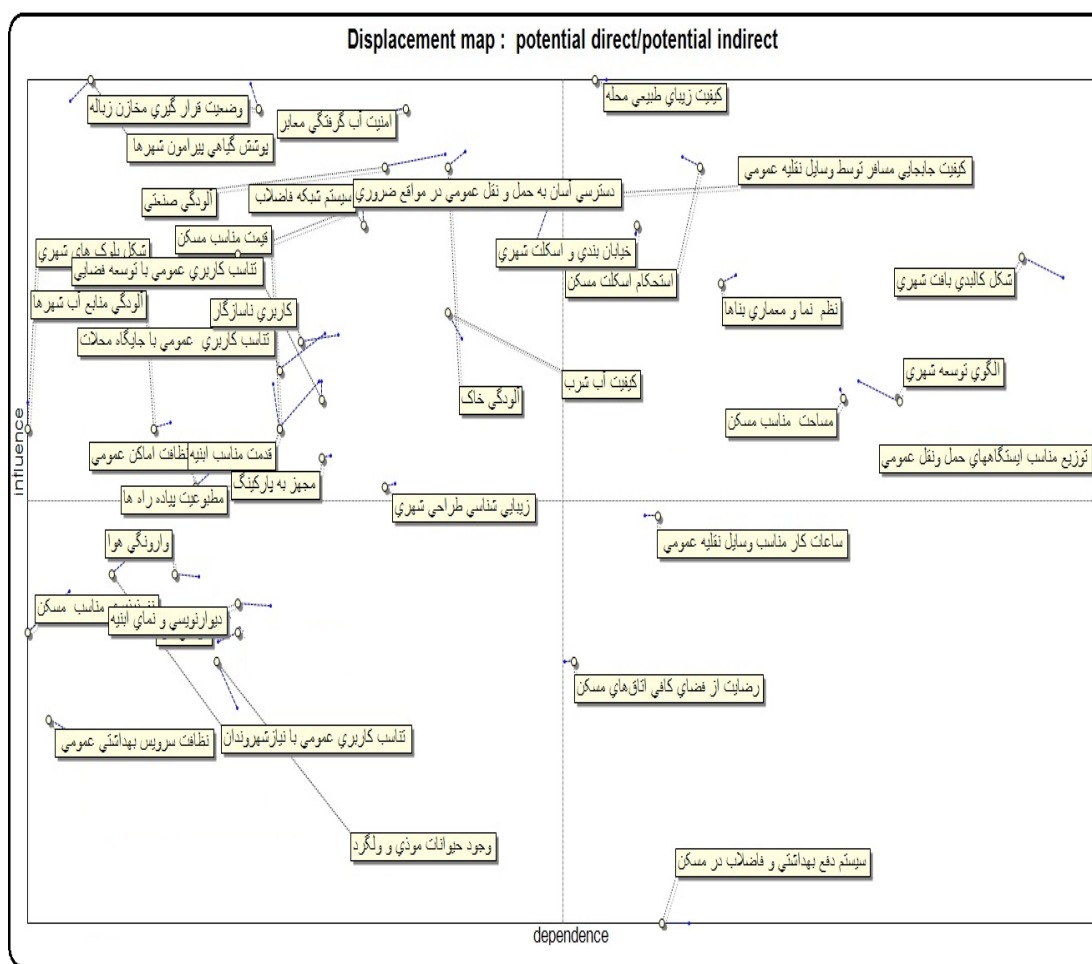 Displacement map : potential direct/potential indirect
كيفيت زيباي طبيعي محله
وضعيت قرار گيري مخازن زباله
امنيت آب گرفتگي معابر
پوشش گياهي پيرامون شهرها
كيفيت جابجايي مسافر توسط وسايل نقليه عمومي
دسترسي آسان به حمل و نقل عمومي در مواقع ضروري
سيستم شبكه فاضلاب
آلودگي صنعتي
قيمت مناسب مسكن
خيابان بندي و اسكلت شهري
شكل بلوك هاي شهري
تناسب كاربري عمومي با توسعه فضايي
استحكام اسكلت مسكن
شكل كالبدي بافت شهري
آلودگي منابع آب شهرها
كاربري ناسازگار
نظم نما و معماري بناها
تناسب كاربري عمومي با جايگاه محلات
الگوي توسعه شهري
كيفيت آب شرب
آلودگي خاك
مساحت مناسب مسكن
influence
نظافت اماكن عمومي
قدمت مناسب ابنيه
توزيع مناسب ايستگاههاي حمل ونقل عمومي
مجهز به پاركينگ
مطبوعيت پياده راه ها
زيبايي شناسي طراحي شهري
وارونگي هوا
ساعات كار مناسب وسايل نقليه عمومي
مناسب مسكن
ديوارنويسي و نماي ابنيه
رضايت از فضاي كافي اتاق‌هاي مسكن
نظافت سرويس بهداشتي عمومي
تناسب كاربري عمومي با نيازشهروندان
وجود حيوانات موذي و ولگرد
سيستم دفع بهداشتي و فاضلاب در مسكن
dependence